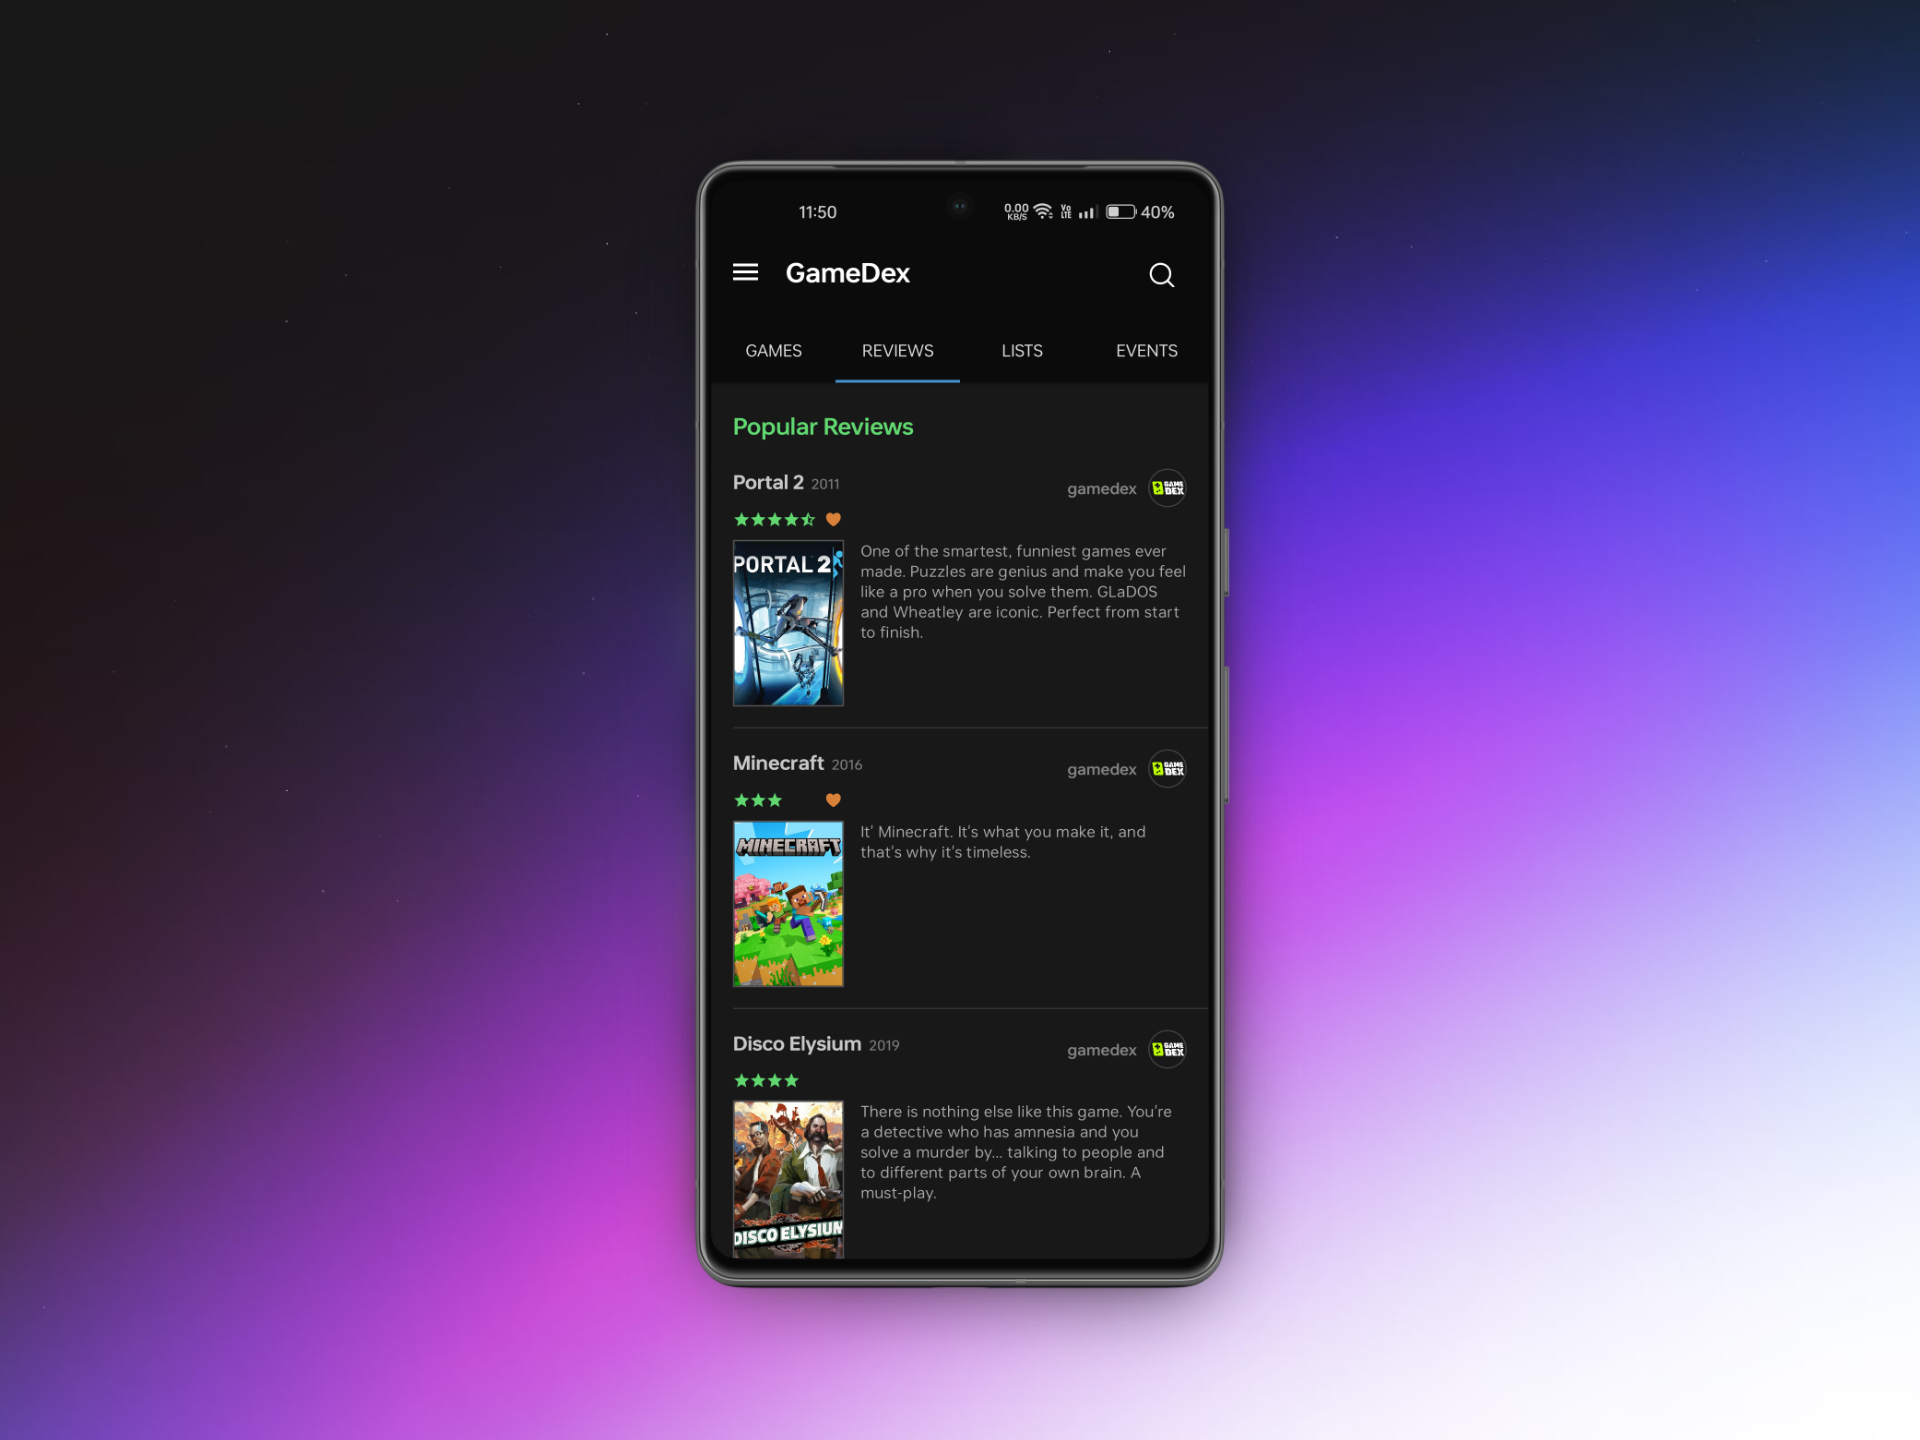 11:50
0.00 KB/S Vo LTE 40%
GameDex
GAMES REVIEWS LISTS EVENTS
Popular Reviews
Portal 2 2011
gamedex GAME DEX
PORTAL 2
One of the smartest, funniest games ever
made. Puzzles are genius and make you feel
like a pro when you solve them. GLaDOS
and Wheatley are iconic. Perfect from start
to finish.
Minecraft 2016
gamedex GAME DEX
MINECRAFT
It' Minecraft. It's what you make it, and
that's why it's timeless.
Disco Elysium 2019
gamedex GAME DEX
There is nothing else like this game. You're
a detective who has amnesia and you
solve a murder by... talking to people and
to different parts of your own brain. A
must-play.
DISCO ELYSIUM